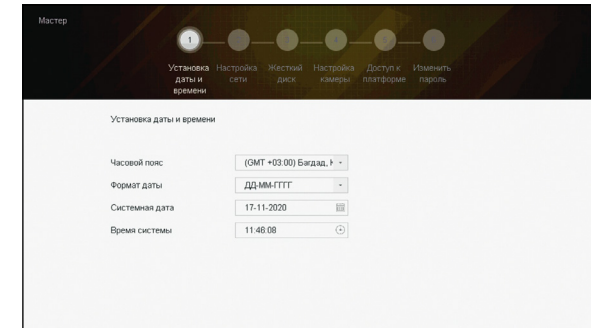 Мастер
1
Установка даты и времени
Настройка сети
Жесткий диск
Настройка камеры
Доступ к платформе
Изменить пароль
Установка даты и времени
Часовой пояс (GMT +03:00) Багдад,
Формат даты ДД-ММ-ГГГГ
Системная дата 17-11-2020
Время системы 11:46:08